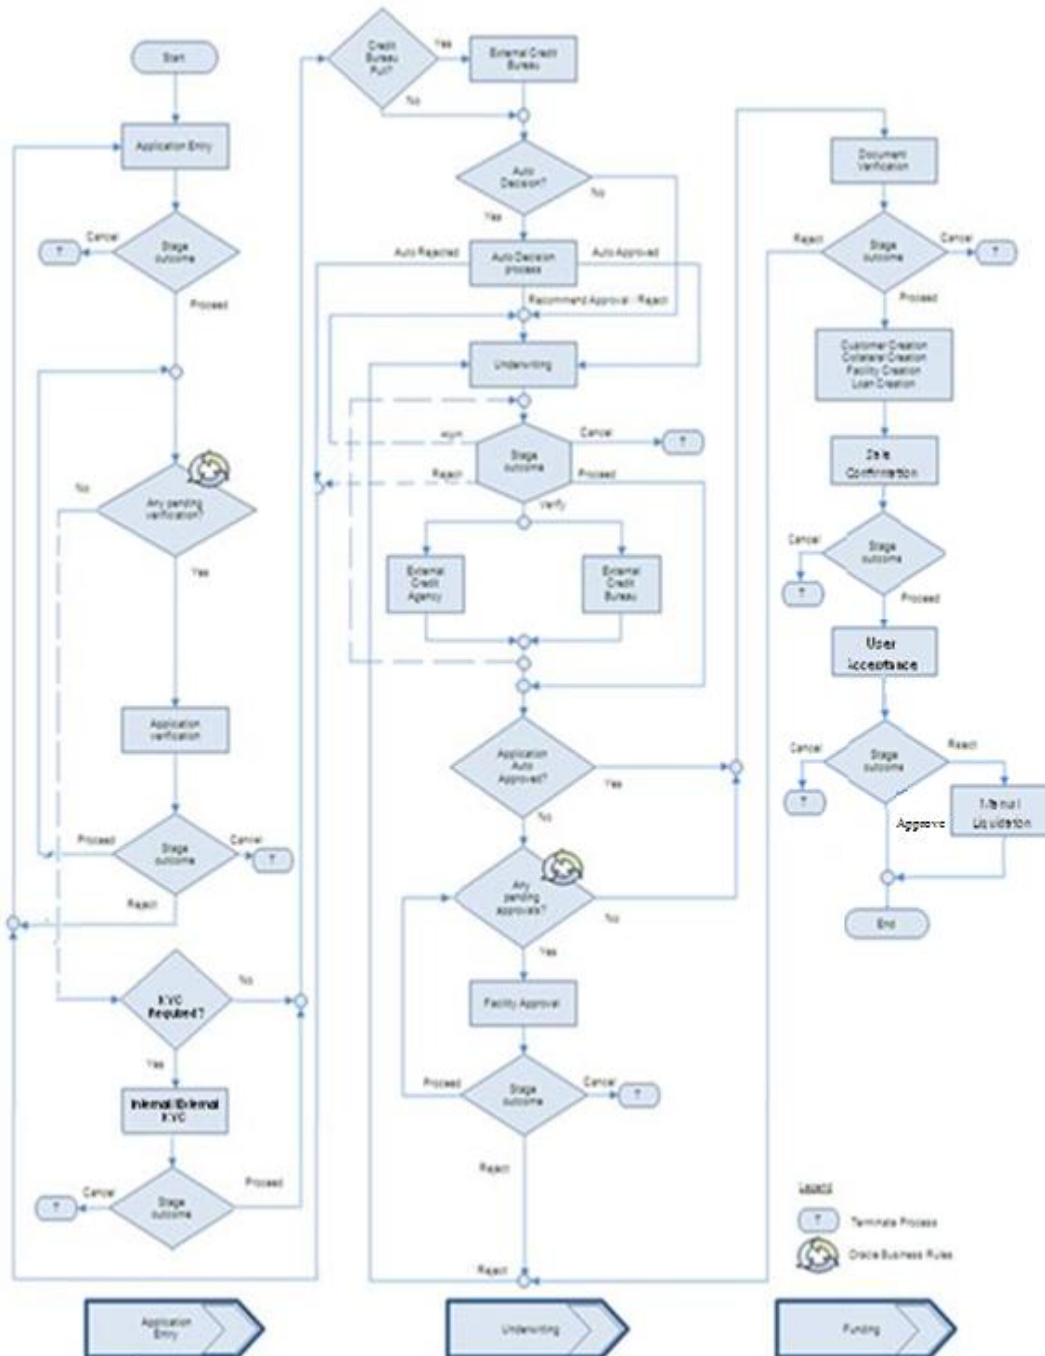 Start
Application Entry
Stage
outcome
Cancel
T
Proceed
Any pending
verification?
No
Yes
Application
verification
Stage
outcome
Proceed
Cancel
T
Reject
KYC
Required?
No
Yes
Internal/External
KYC
Stage
outcome
Cancel
T
Proceed
Credit
Bureau
Pull?
Yes
No
External Credit
Bureau
Auto
Decision?
No
Yes
Auto Rejected
Auto Decision
process
Auto Approved
Recommend Approval / Reject
Underwriting
Stage
outcome
Cancel
T
Reject
Proceed
Verify
External
Credit
Agency
External
Credit
Bureau
Application
Auto
Approved?
Yes
No
Any
pending
approvals?
No
Yes
Facility Approval
Stage
outcome
Proceed
Cancel
T
Reject
Reject
Document
Verification
Stage
outcome
Reject
Cancel
T
Proceed
Customer Creation
Collateral Creation
Facility Creation
Loan Creation
Sale
Confirmation
Stage
outcome
Cancel
T
Proceed
User
Acceptance
Stage
outcome
Cancel
T
Reject
Approve
Manual
Liquidation
End
Legend
T
Terminate Process
Oracle Business Rules
Application
Entry
Underwriting
Funding